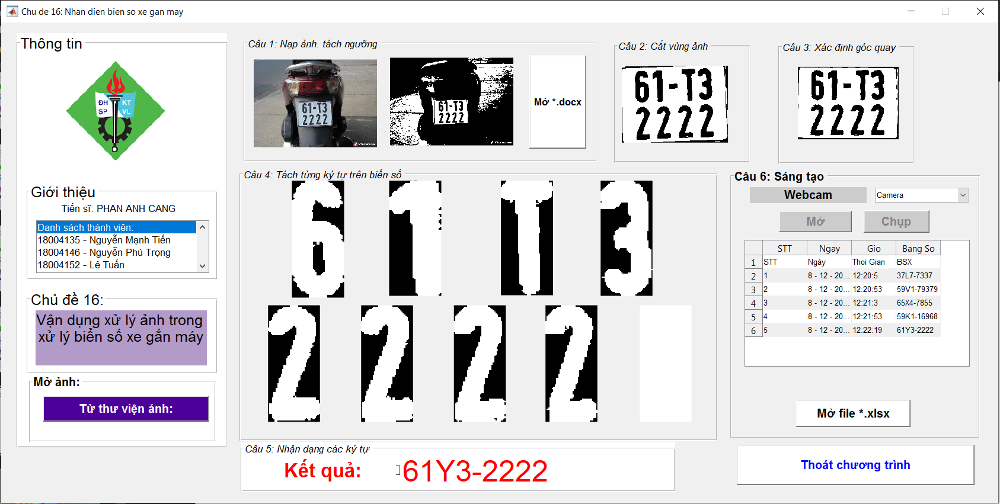 Chu de 16: Nhan dien bien so xe gan may
Thông tin
ĐH KT
SP VL
Giới thiệu
Tiến sĩ: PHAN ANH CANG
Danh sách thành viên:
18004135 - Nguyễn Mạnh Tiến
18004146 - Nguyễn Phú Trọng
18004152 - Lê Tuấn
Chủ đề 16:
Vận dụng xử lý ảnh trong
xử lý biển số xe gắn máy
Mở ảnh:
Từ thư viện ảnh:
Câu 1: Nạp ảnh. tách ngưỡng
61-T3
2222
61-T3
2222
Mở *.docx
Câu 2: Cắt vùng ảnh
61-T3
2222
Câu 3: Xác định góc quay
61-T3
2222
Câu 4: Tách từng ký tự trên biển số
6 1 T 3
2 2 2 2
Câu 5: Nhận dạng các ký tự
Kết quả: 61Y3-2222
Câu 6: Sáng tạo
Webcam Camera
Mở Chụp
STT Ngay Gio Bang So
1 STT Ngày Thoi Gian BSX
2 1 8 - 12 - 20... 12:20:5 37L7-7337
3 2 8 - 12 - 20... 12:20:53 59V1-79379
4 3 8 - 12 - 20... 12:21:3 65X4-7855
5 4 8 - 12 - 20... 12:21:53 59K1-16968
6 5 8 - 12 - 20... 12:22:19 61Y3-2222
Mở file *.xlsx
Thoát chương trình